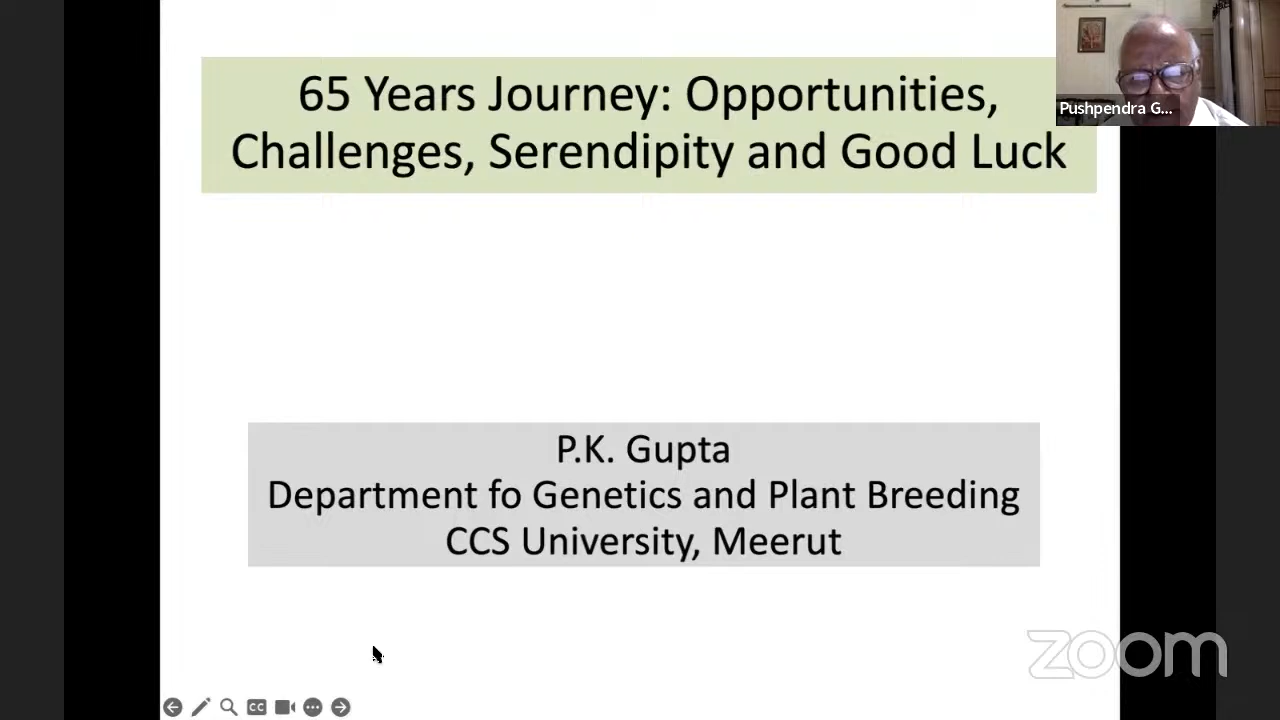 65 Years Journey: Opportunities,
Challenges, Serendipity and Good Luck
Pushpendra G...
P.K. Gupta
Department fo Genetics and Plant Breeding
CCS University, Meerut
zoom
CC